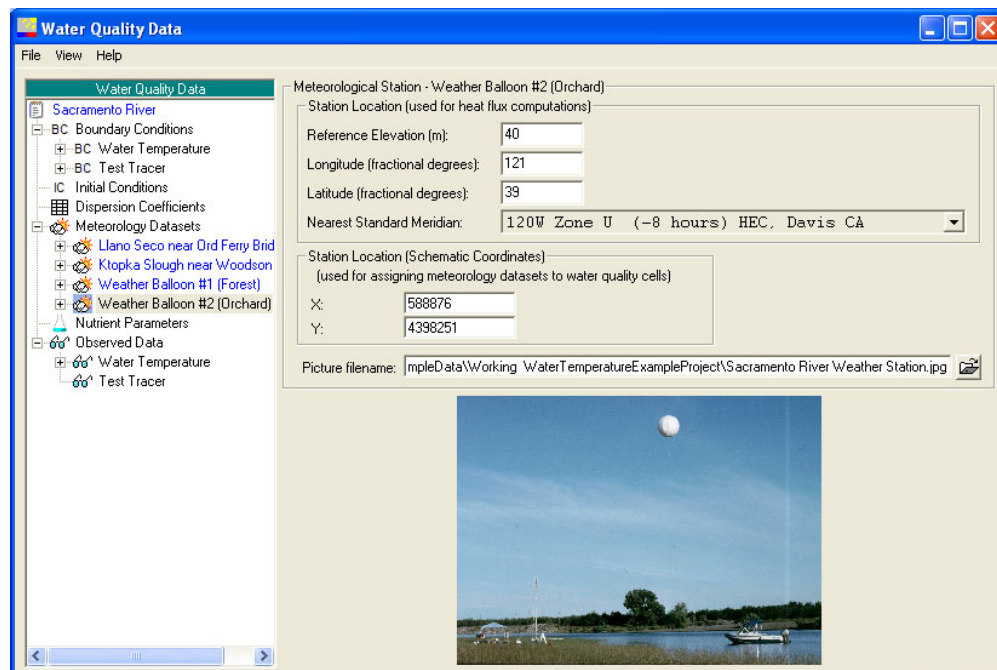 Water Quality Data
File View Help
Water Quality Data
Sacramento River
BC Boundary Conditions
BC Water Temperature
BC Test Tracer
IC Initial Conditions
Dispersion Coefficients
Meteorology Datasets
Llano Seco near Ord Ferry Brid
Ktopka Slough near Woodson
Weather Balloon #1 (Forest)
Weather Balloon #2 (Orchard)
Nutrient Parameters
Observed Data
Water Temperature
Test Tracer
Meteorological Station - Weather Balloon #2 (Orchard)
Station Location (used for heat flux computations)
Reference Elevation (m): 40
Longitude (fractional degrees): 121
Latitude (fractional degrees): 39
Nearest Standard Meridian: 120W Zone U (-8 hours) HEC, Davis CA
Station Location (Schematic Coordinates)
(used for assigning meteorology datasets to water quality cells)
X: 588876
Y: 4398251
Picture filename: mpleData\Working WaterTemperatureExampleProject\Sacramento River Weather Station.jpg